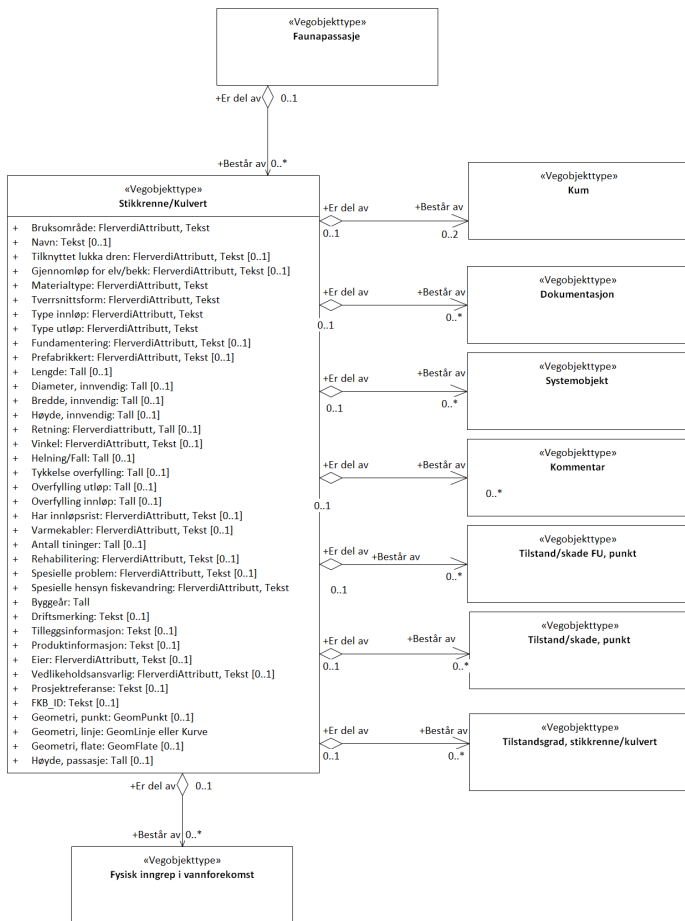 «Vegobjekttype»
Faunapassasje
+Er del av 0..1
+Består av 0..*
«Vegobjekttype»
Stikkrenne/Kulvert
+ Bruksområde: FlerverdiAttributt, Tekst
+ Navn: Tekst [0..1]
+ Tilknyttet lukka dren: FlerverdiAttributt, Tekst [0..1]
+ Gjennomløp for elv/bekk: FlerverdiAttributt, Tekst [0..1]
+ Materialtype: FlerverdiAttributt, Tekst
+ Tverrsnittsform: FlerverdiAttributt, Tekst
+ Type innløp: FlerverdiAttributt, Tekst
+ Type utløp: FlerverdiAttributt, Tekst
+ Fundamentering: FlerverdiAttributt, Tekst [0..1]
+ Prefabrikkert: FlerverdiAttributt, Tekst [0..1]
+ Lengde: Tall [0..1]
+ Diameter, innvendig: Tall [0..1]
+ Bredde, innvendig: Tall [0..1]
+ Høyde, innvendig: Tall [0..1]
+ Retning: Flerverdiattributt, Tall [0..1]
+ Vinkel: FlerverdiAttributt, Tekst [0..1]
+ Helning/Fall: Tall [0..1]
+ Tykkelse overfylling: Tall [0..1]
+ Overfylling utløp: Tall [0..1]
+ Overfylling innløp: Tall [0..1]
+ Har innløpsrist: FlerverdiAttributt, Tekst [0..1]
+ Varmekabler: FlerverdiAttributt, Tekst [0..1]
+ Antall tininger: Tall [0..1]
+ Rehabilitering: FlerverdiAttributt, Tekst [0..1]
+ Spesielle problem: FlerverdiAttributt, Tekst [0..1]
+ Spesielle hensyn fiskevandring: FlerverdiAttributt, Tekst
+ Byggeår: Tall
+ Driftsmerking: Tekst [0..1]
+ Tilleggsinformasjon: Tekst [0..1]
+ Produktinformasjon: Tekst [0..1]
+ Eier: FlerverdiAttributt, Tekst [0..1]
+ Vedlikeholdsansvarlig: FlerverdiAttributt, Tekst [0..1]
+ Prosjektreferanse: Tekst [0..1]
+ FKB_ID: Tekst [0..1]
+ Geometri, punkt: GeomPunkt [0..1]
+ Geometri, linje: GeomLinje eller Kurve
+ Geometri, flate: GeomFlate [0..1]
+ Høyde, passasje: Tall [0..1]
+Er del av +Består av
0..1 0..2
«Vegobjekttype»
Kum
+Er del av +Består av
0..1 0..*
«Vegobjekttype»
Dokumentasjon
+Er del av +Består av
0..1 0..*
«Vegobjekttype»
Systemobjekt
+Er del av +Består av
0..1 0..*
«Vegobjekttype»
Kommentar
+Er del av +Består av
0..1 0..*
«Vegobjekttype»
Tilstand/skade FU, punkt
+Er del av +Består av
0..1 0..*
«Vegobjekttype»
Tilstand/skade, punkt
+Er del av +Består av
0..1 0..*
«Vegobjekttype»
Tilstandsgrad, stikkrenne/kulvert
+Er del av 0..1
+Består av 0..*
«Vegobjekttype»
Fysisk inngrep i vannforekomst